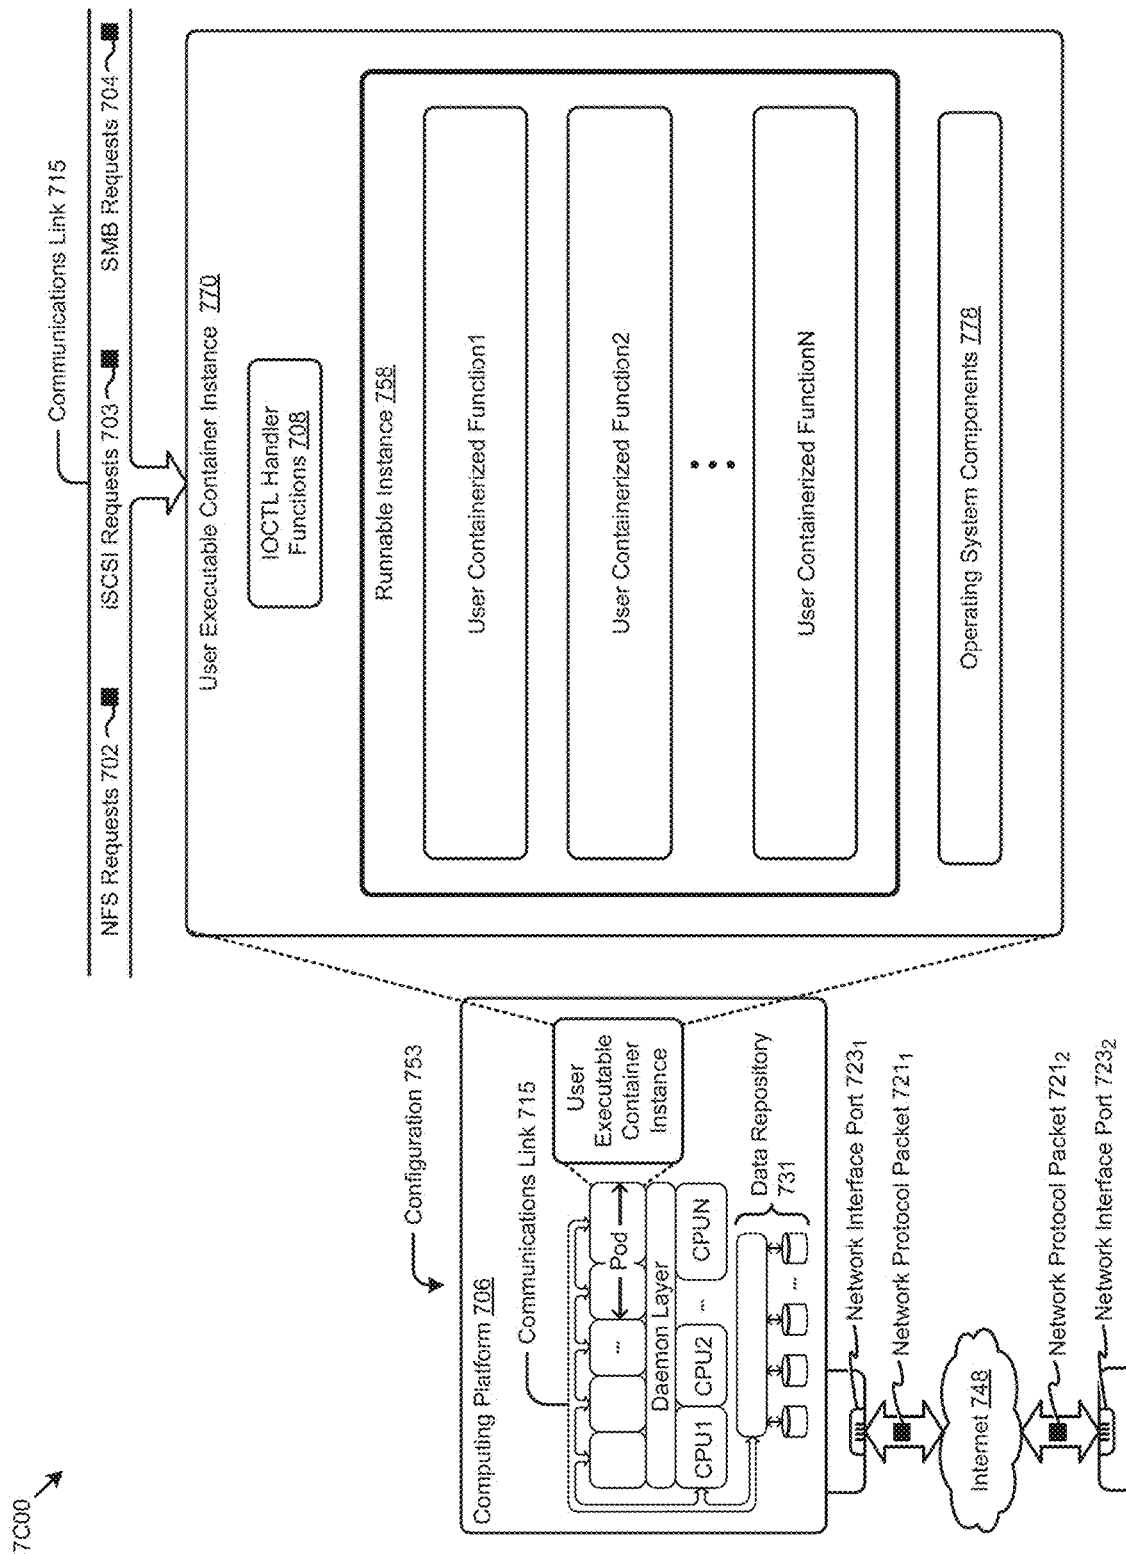 7C00
Communications Link 715
NFS Requests 702
iSCSI Requests 703
SMB Requests 704
User Executable Container Instance 770
IOCTL Handler
Functions 708
Runnable Instance 758
User Containerized Function1
User Containerized Function2
...
User Containerized FunctionN
Operating System Components 778
Configuration 753
Computing Platform 706
Communications Link 715
User
Executable
Container
Instance
...
Pod
Daemon Layer
CPU1
CPU2
...
CPUN
Data Repository
731
...
Network Interface Port 723₁
Network Protocol Packet 721₁
Internet 748
Network Protocol Packet 721₂
Network Interface Port 723₂